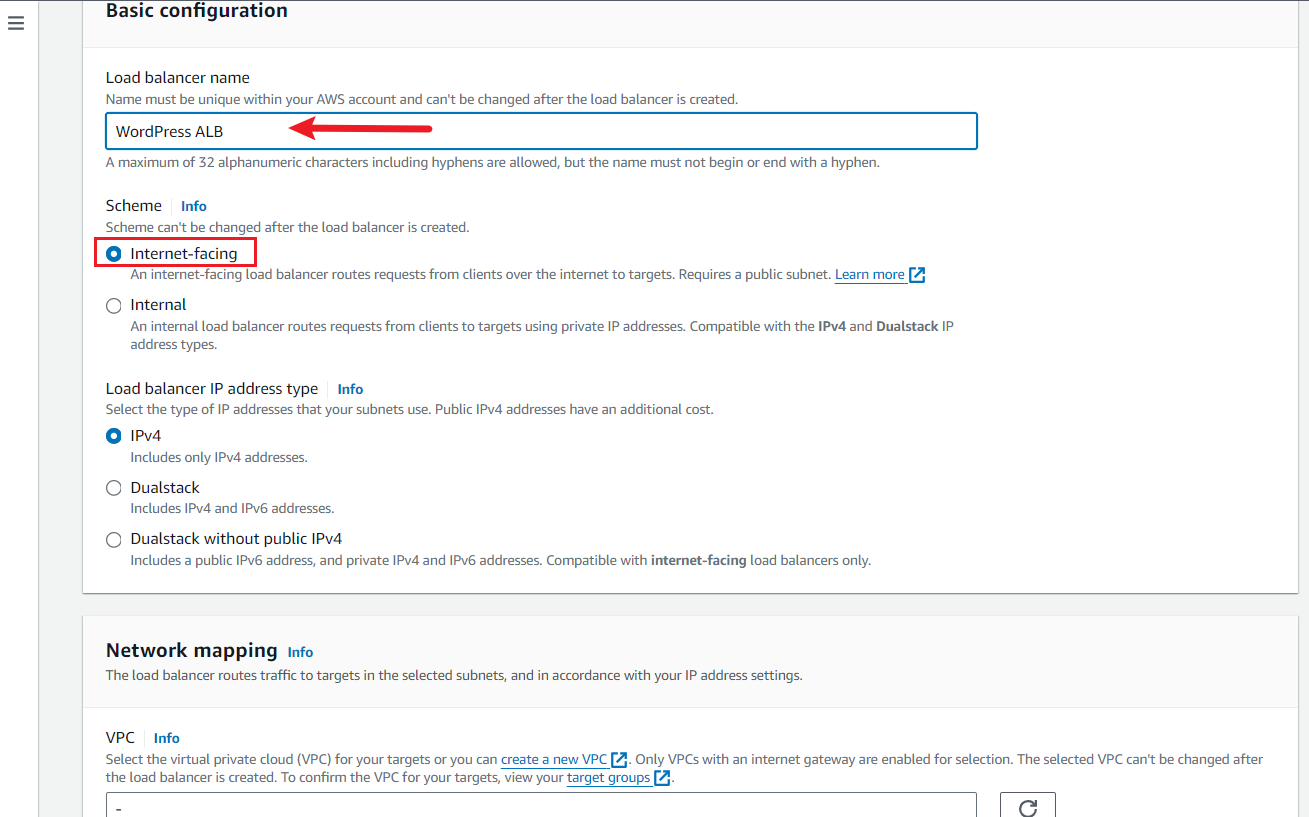 Basic configuration
Load balancer name
Name must be unique within your AWS account and can't be changed after the load balancer is created.
WordPress ALB
A maximum of 32 alphanumeric characters including hyphens are allowed, but the name must not begin or end with a hyphen.
Scheme Info
Scheme can't be changed after the load balancer is created.
Internet-facing
An internet-facing load balancer routes requests from clients over the internet to targets. Requires a public subnet. Learn more
Internal
An internal load balancer routes requests from clients to targets using private IP addresses. Compatible with the IPv4 and Dualstack IP
address types.
Load balancer IP address type Info
Select the type of IP addresses that your subnets use. Public IPv4 addresses have an additional cost.
IPv4
Includes only IPv4 addresses.
Dualstack
Includes IPv4 and IPv6 addresses.
Dualstack without public IPv4
Includes a public IPv6 address, and private IPv4 and IPv6 addresses. Compatible with internet-facing load balancers only.
Network mapping Info
The load balancer routes traffic to targets in the selected subnets, and in accordance with your IP address settings.
VPC Info
Select the virtual private cloud (VPC) for your targets or you can create a new VPC. Only VPCs with an internet gateway are enabled for selection. The selected VPC can't be changed after
the load balancer is created. To confirm the VPC for your targets, view your target groups.
-